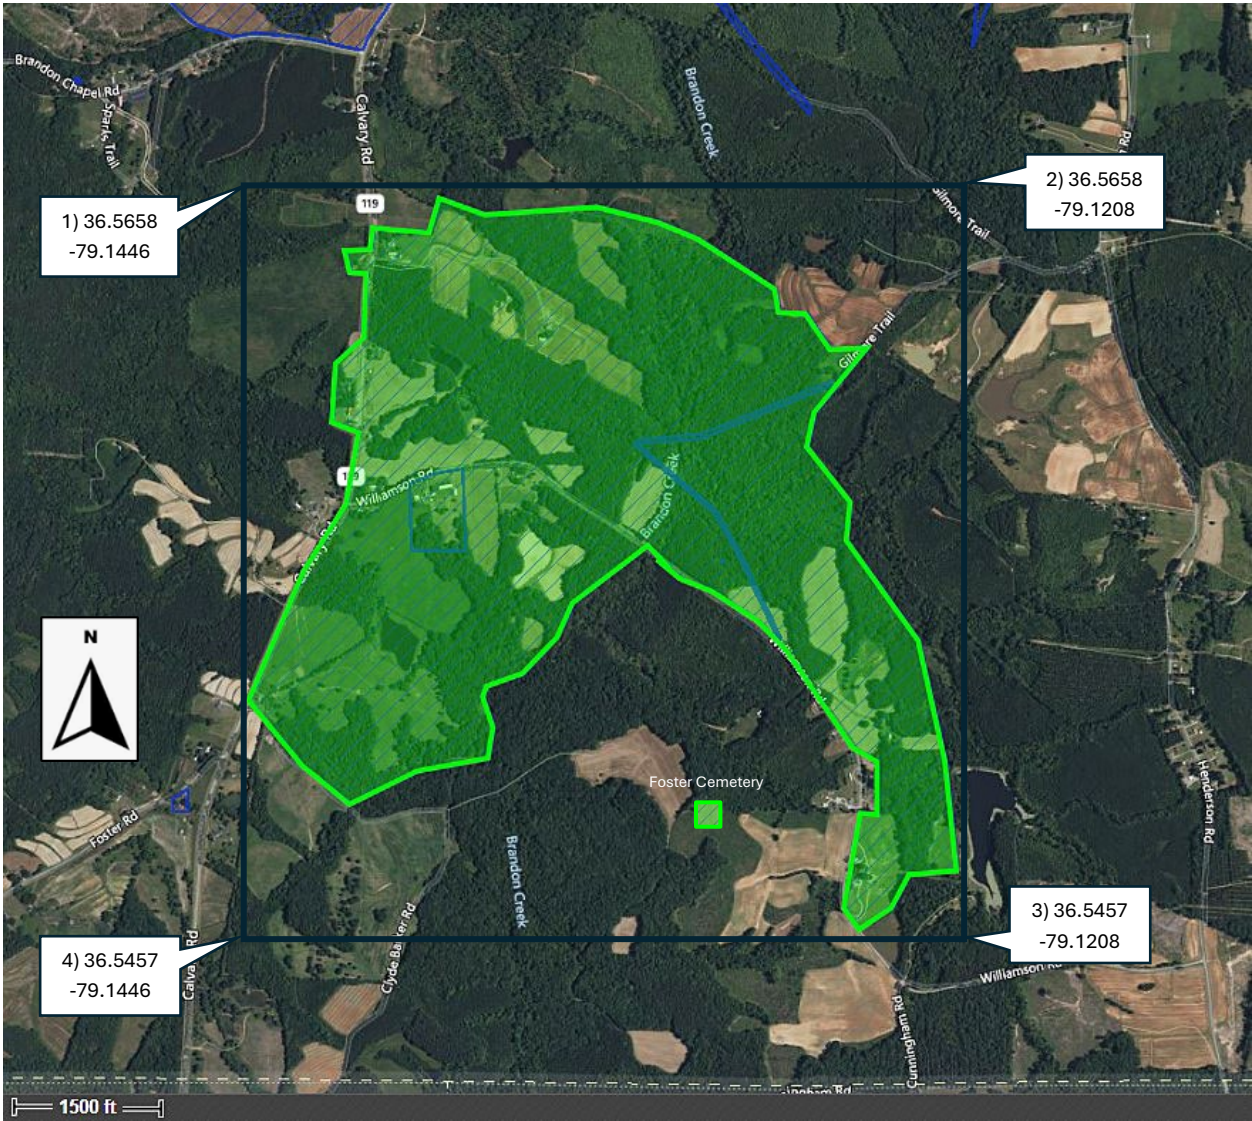 Brandon Chapel Rd
Sparks Trail
Calvary Rd
Brandon Creek
119
Gilmore Trail
1) 36.5658
-79.1446
2) 36.5658
-79.1208
Gilmore Trail
Williamson Rd
Brandon Creek
Calvary Rd
N
Williamson Rd
Foster Cemetery
Foster Rd
Henderson Rd
Brandon Creek
Clyde Barker Rd
3) 36.5457
-79.1208
4) 36.5457
-79.1446
Calvary Rd
Williamson Rd
Cunningham Rd
1500 ft